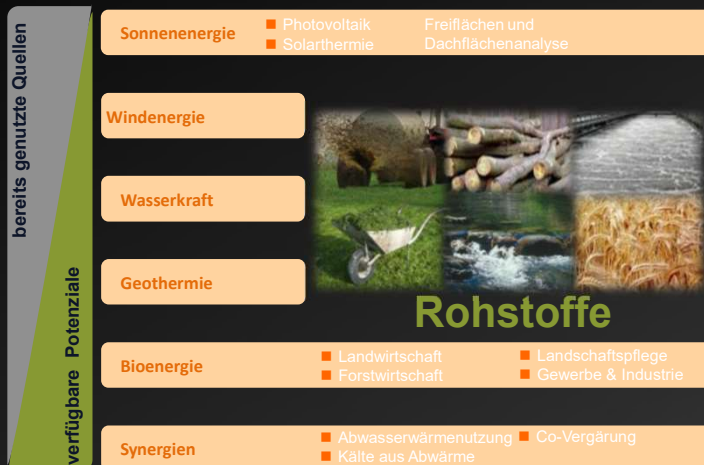 bereits genutzte Quellen
verfügbare Potenziale
Sonnenenergie
Photovoltaik
Solarthermie
Freiflächen und
Dachflächenanalyse
Windenergie
Wasserkraft
Geothermie
Rohstoffe
Bioenergie
Landwirtschaft
Forstwirtschaft
Landschaftspflege
Gewerbe & Industrie
Synergien
Abwasserwärmenutzung
Kälte aus Abwärme
Co-Vergärung